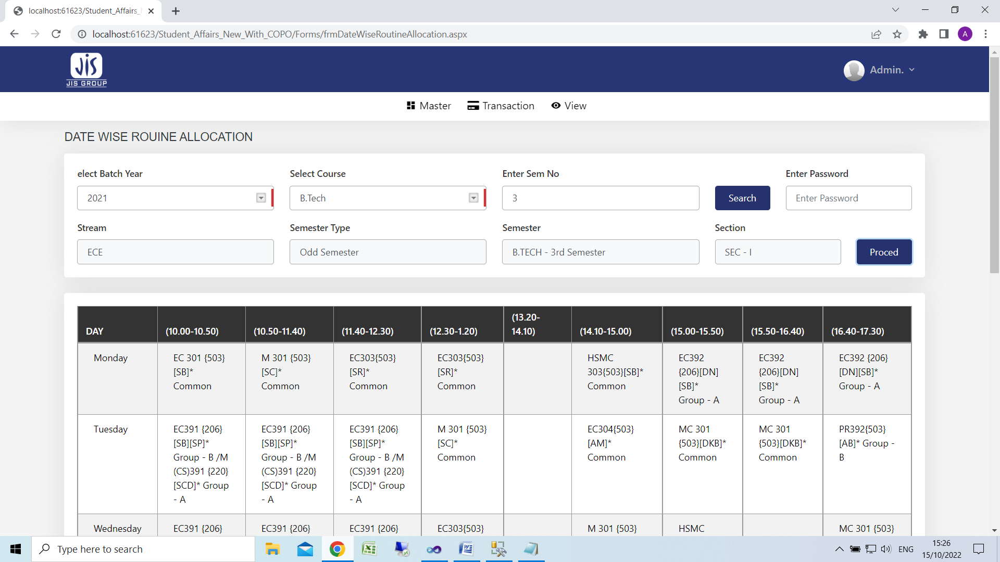 localhost:61623/Student_Affairs_
localhost:61623/Student_Affairs_New_With_COPO/Forms/frmDateWiseRoutineAllocation.aspx
A
JIS
JIS GROUP
Admin.
Master Transaction View
DATE WISE ROUINE ALLOCATION
elect Batch Year Select Course Enter Sem No Enter Password
2021 B.Tech 3 Search Enter Password
Stream Semester Type Semester Section
ECE Odd Semester B.TECH - 3rd Semester SEC - I Proced
DAY (10.00-10.50) (10.50-11.40) (11.40-12.30) (12.30-1.20) (13.20-
14.10) (14.10-15.00) (15.00-15.50) (15.50-16.40) (16.40-17.30)
Monday
EC 301 {503}
[SB]*
Common
M 301 {503}
[SC]*
Common
EC303{503}
[SR]*
Common
EC303{503}
[SR]*
Common
HSMC
303{503}[SB]*
Common
EC392
{206}[DN]
[SB]*
Group - A
EC392
{206}[DN]
[SB]*
Group - A
EC392 {206}
[DN][SB]*
Group - A
Tuesday
EC391 {206}
[SB][SP]*
Group - B /M
(CS)391 {220}
[SCD]* Group
- A
EC391 {206}
[SB][SP]*
Group - B /M
(CS)391 {220}
[SCD]* Group
- A
EC391 {206}
[SB][SP]*
Group - B /M
(CS)391 {220}
[SCD]* Group
- A
M 301 {503}
[SC]*
Common
EC304{503}
[AM]*
Common
MC 301
{503}[DKB]*
Common
MC 301
{503}[DKB]*
Common
PR392{503}
[AB]* Group -
B
Wednesday
EC391 {206}
EC391 {206}
EC391 {206}
EC303{503}
M 301 {503}
HSMC
MC 301 {503}
Type here to search
ENG
15:26
15/10/2022